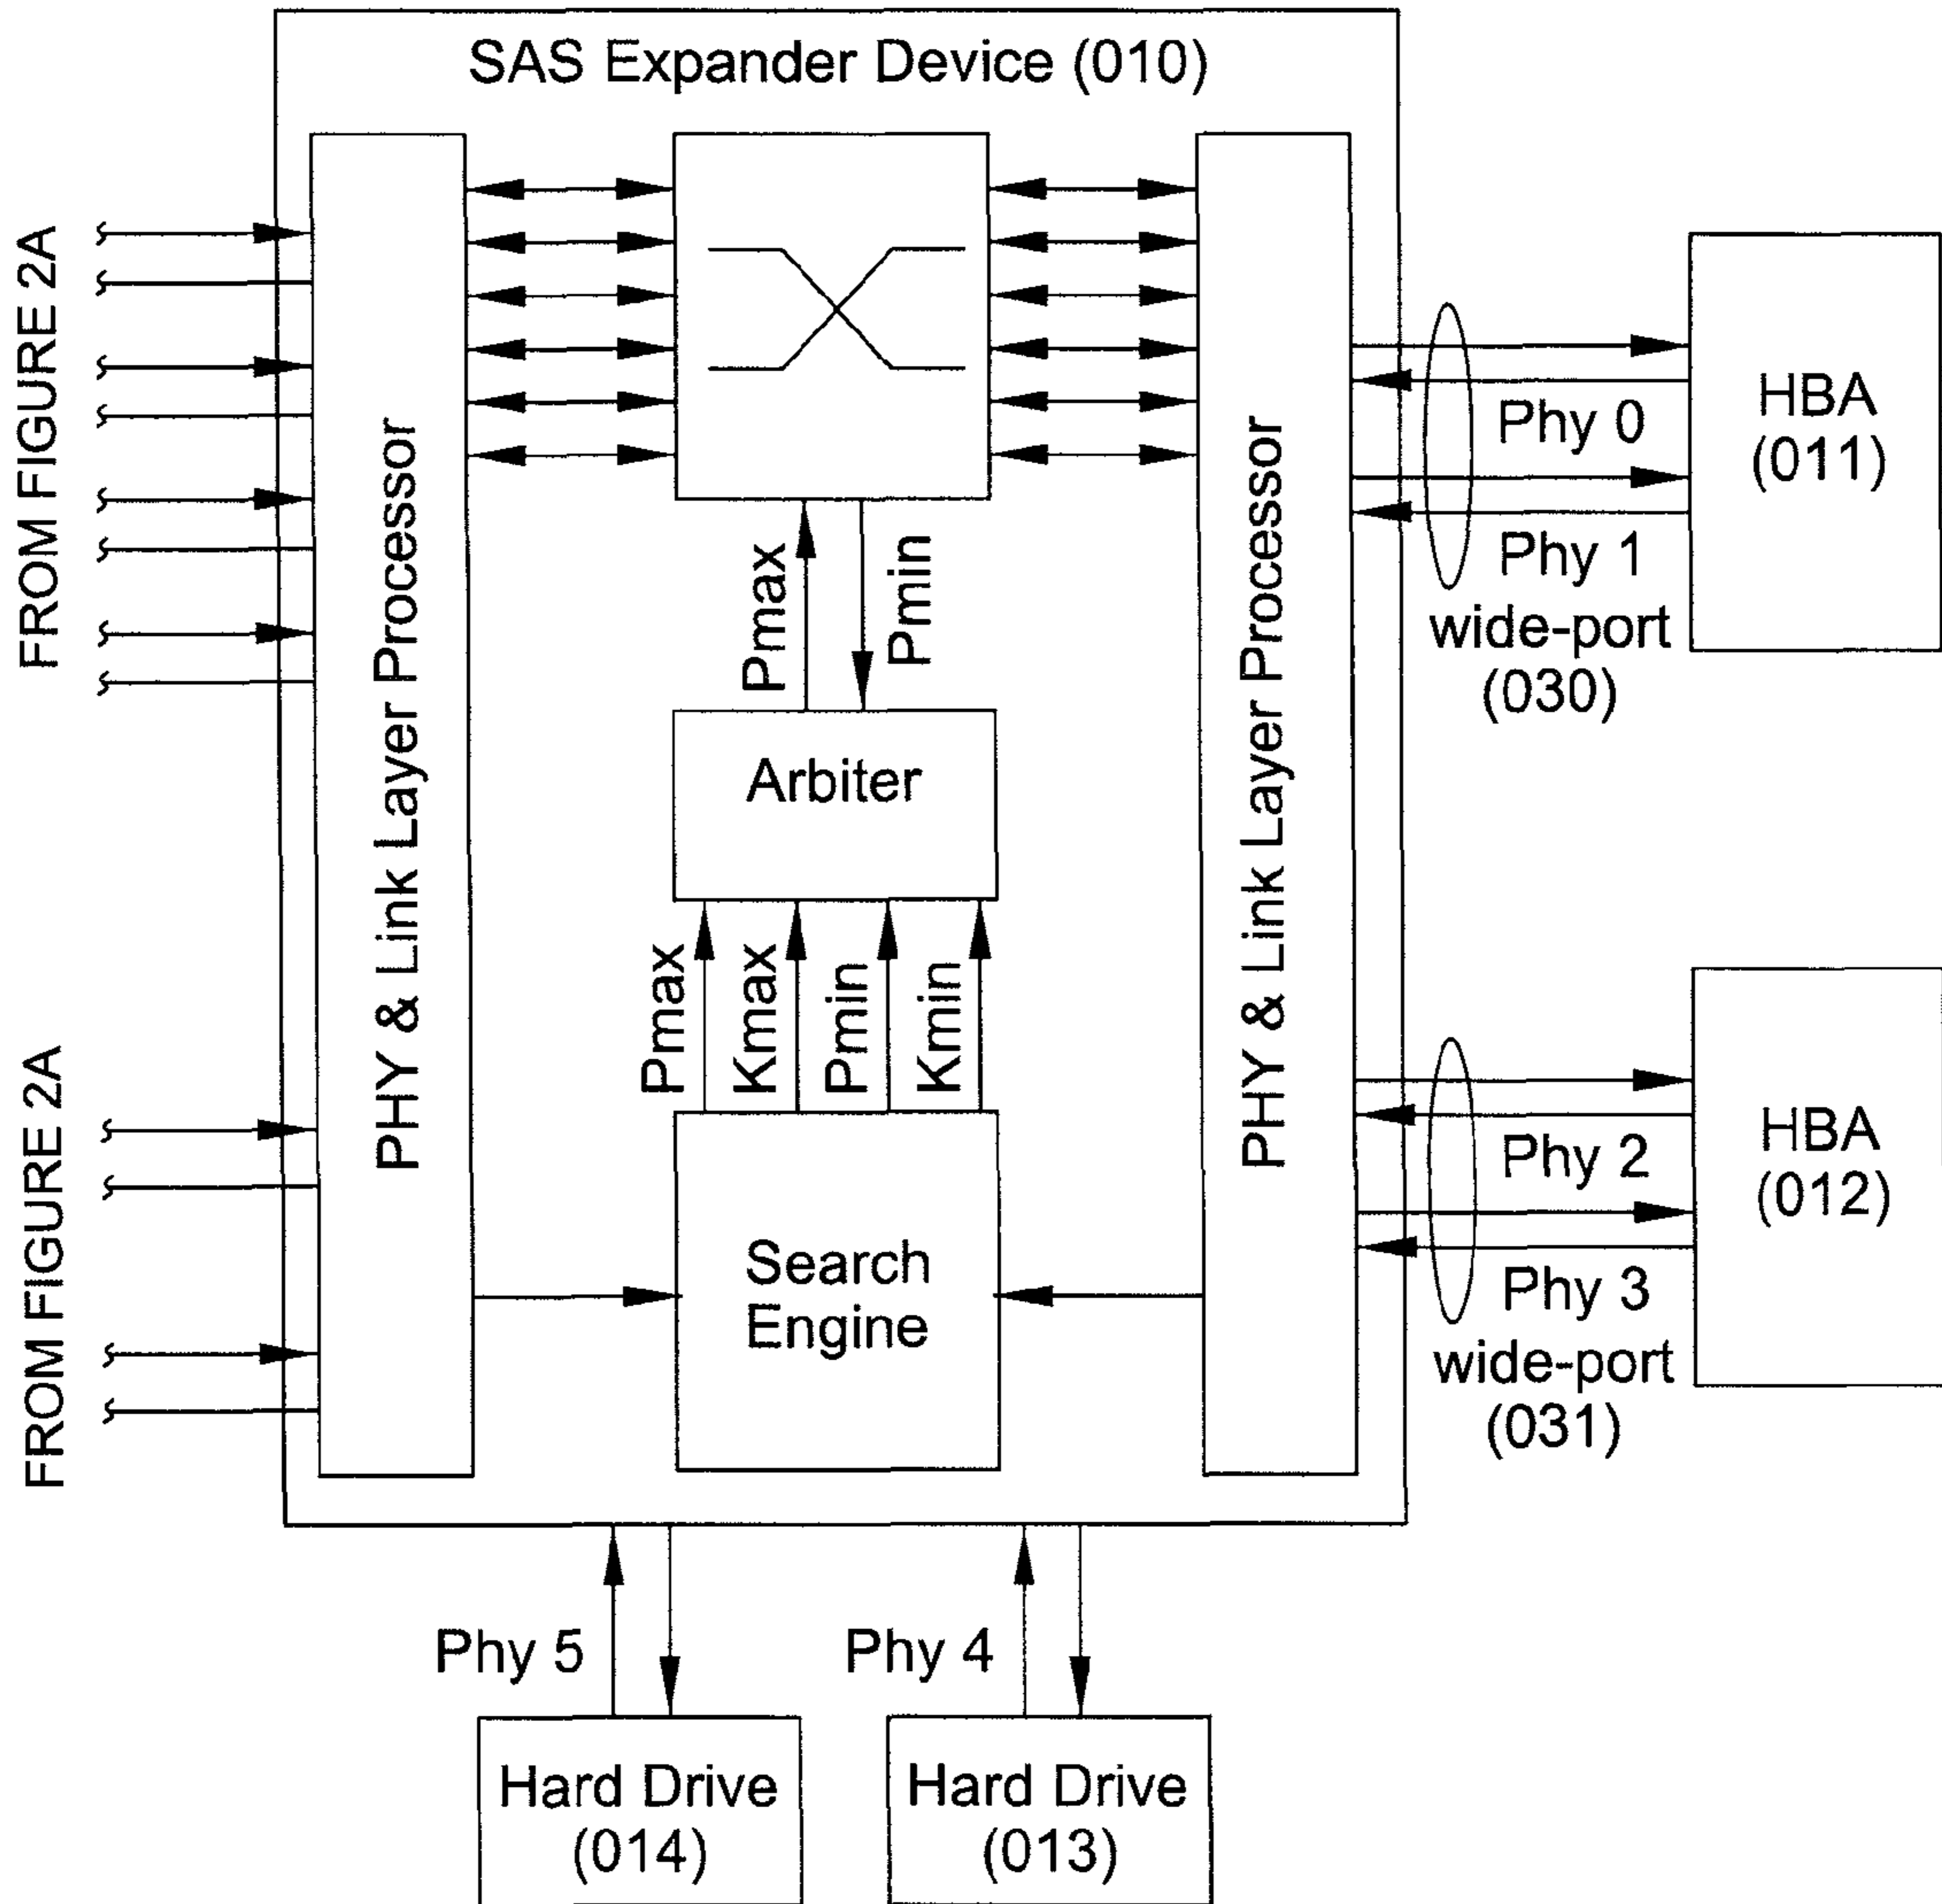 SAS Expander Device (010)
FROM FIGURE 2A
FROM FIGURE 2A
PHY & Link Layer Processor
Pmax
Pmin
Arbiter
Pmax
Kmax
Pmin
Kmin
Search
Engine
PHY & Link Layer Processor
Phy 0
Phy 1
wide-port
(030)
HBA
(011)
Phy 2
Phy 3
wide-port
(031)
HBA
(012)
Phy 5
Phy 4
Hard Drive
(014)
Hard Drive
(013)